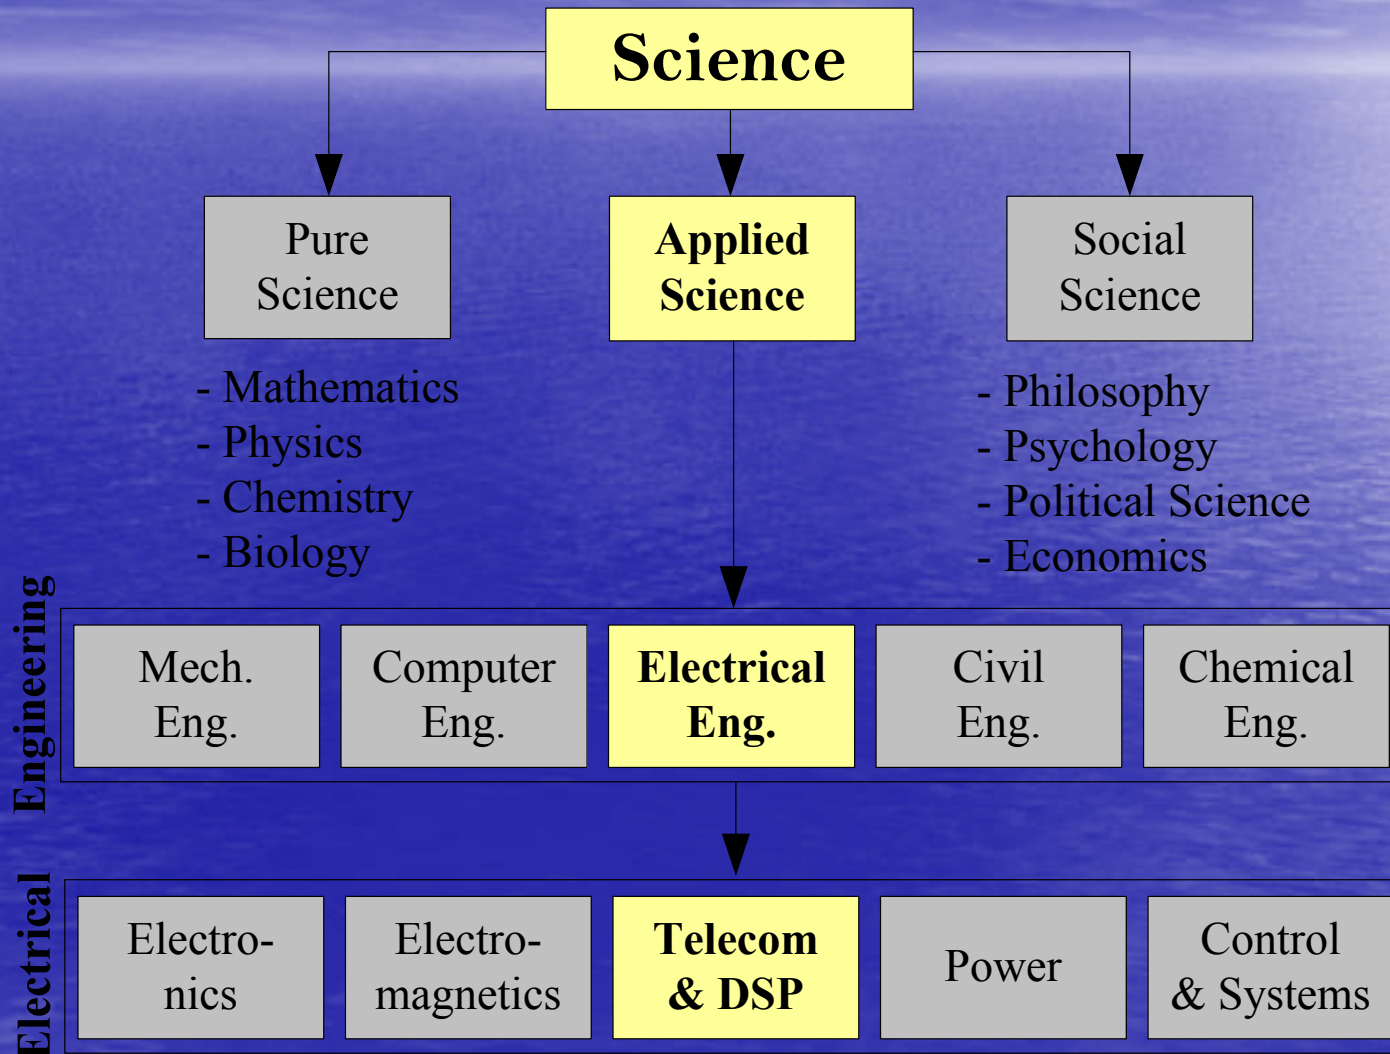 Science
Pure
Science
Applied
Science
Social
Science
- Mathematics
- Physics
- Chemistry
- Biology
- Philosophy
- Psychology
- Political Science
- Economics
Engineering
Mech.
Eng.
Computer
Eng.
Electrical
Eng.
Civil
Eng.
Chemical
Eng.
Electrical
Electro-
nics
Electro-
magnetics
Telecom
& DSP
Power
Control
& Systems